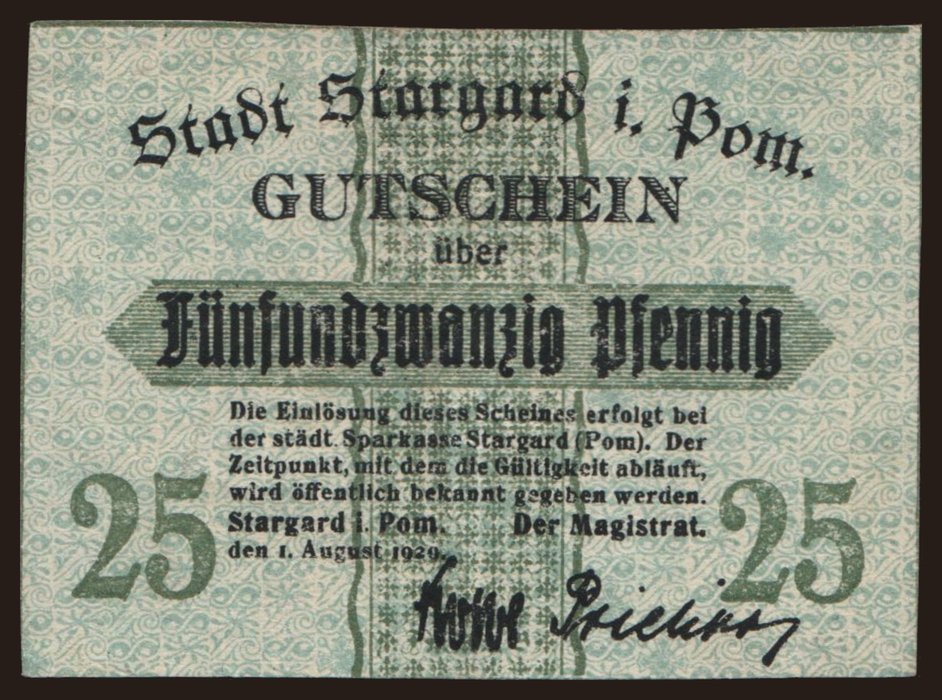 Stadt Stargard i. Pom.
GUTSCHEIN
über
Fünfundzwanzig Pfennig
Die Einlösung dieses Scheines erfolgt bei
der städt. Sparkasse Stargard (Pom). Der
Zeitpunkt, mit dem die Gültigkeit abläuft,
wird öffentlich bekannt gegeben werden.
Stargard i. Pom. Der Magistrat.
den 1. August 1920.
25 25